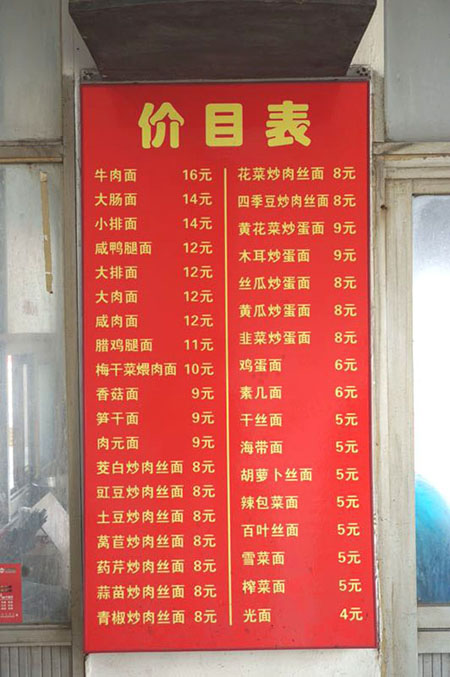 价目表
牛肉面 16元
大肠面 14元
小排面 14元
咸鸭腿面 12元
大排面 12元
大肉面 12元
咸肉面 12元
腊鸡腿面 11元
梅干菜煨肉面 10元
香菇面 9元
笋干面 9元
肉元面 9元
茭白炒肉丝面 8元
豇豆炒肉丝面 8元
土豆炒肉丝面 8元
莴苣炒肉丝面 8元
药芹炒肉丝面 8元
蒜苗炒肉丝面 8元
青椒炒肉丝面 8元
花菜炒肉丝面 8元
四季豆炒肉丝面 8元
黄花菜炒蛋面 9元
木耳炒蛋面 9元
丝瓜炒蛋面 8元
黄瓜炒蛋面 8元
韭菜炒蛋面 8元
鸡蛋面 6元
素几面 6元
干丝面 5元
海带面 5元
胡萝卜丝面 5元
辣包菜面 5元
百叶丝面 5元
雪菜面 5元
榨菜面 5元
光面 4元